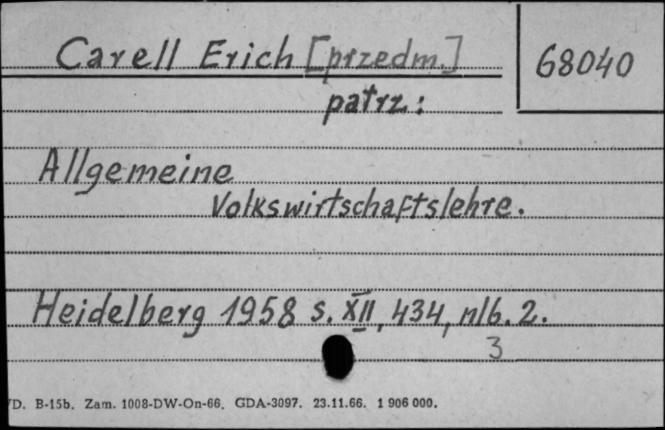 Carell Erich [przedm.]
68040
patrz:
Allgemeine
Volkswirtschaftslehre.
Heidelberg 1958 s. XII, 434, nlb. 2.
3
D. B-15b. Zam. 1008-DW-On-66. GDA-3097. 23.11.66. 1 906 000.